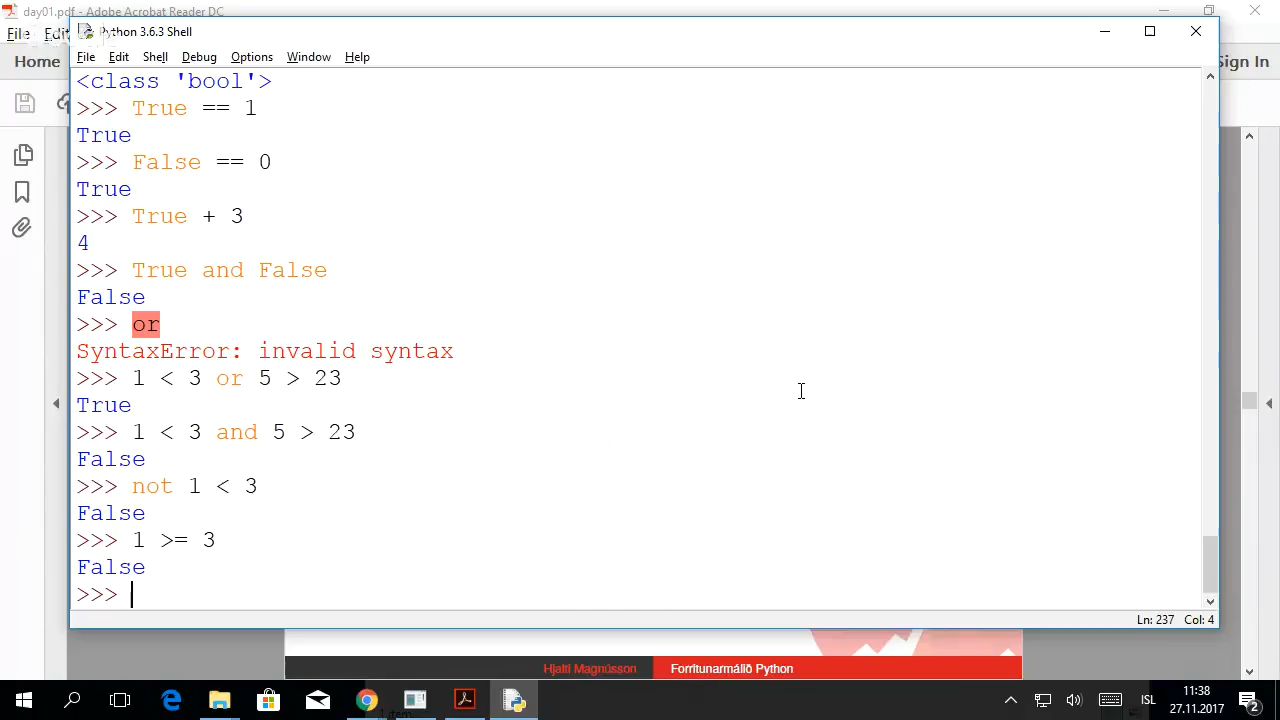 day01.pdf - Adobe Acrobat Reader DC
File Edit
Home
Sign In
Python 3.6.3 Shell
File Edit Shell Debug Options Window Help
<class 'bool'>
>>> True == 1
True
>>> False == 0
True
>>> True + 3
4
>>> True and False
False
>>> or
SyntaxError: invalid syntax
>>> 1 < 3 or 5 > 23
True
>>> 1 < 3 and 5 > 23
False
>>> not 1 < 3
False
>>> 1 >= 3
False
>>>
Ln: 237 Col: 4
Hjalti Magnússon Forritunarmálið Python
ISL
11:38
27.11.2017
2